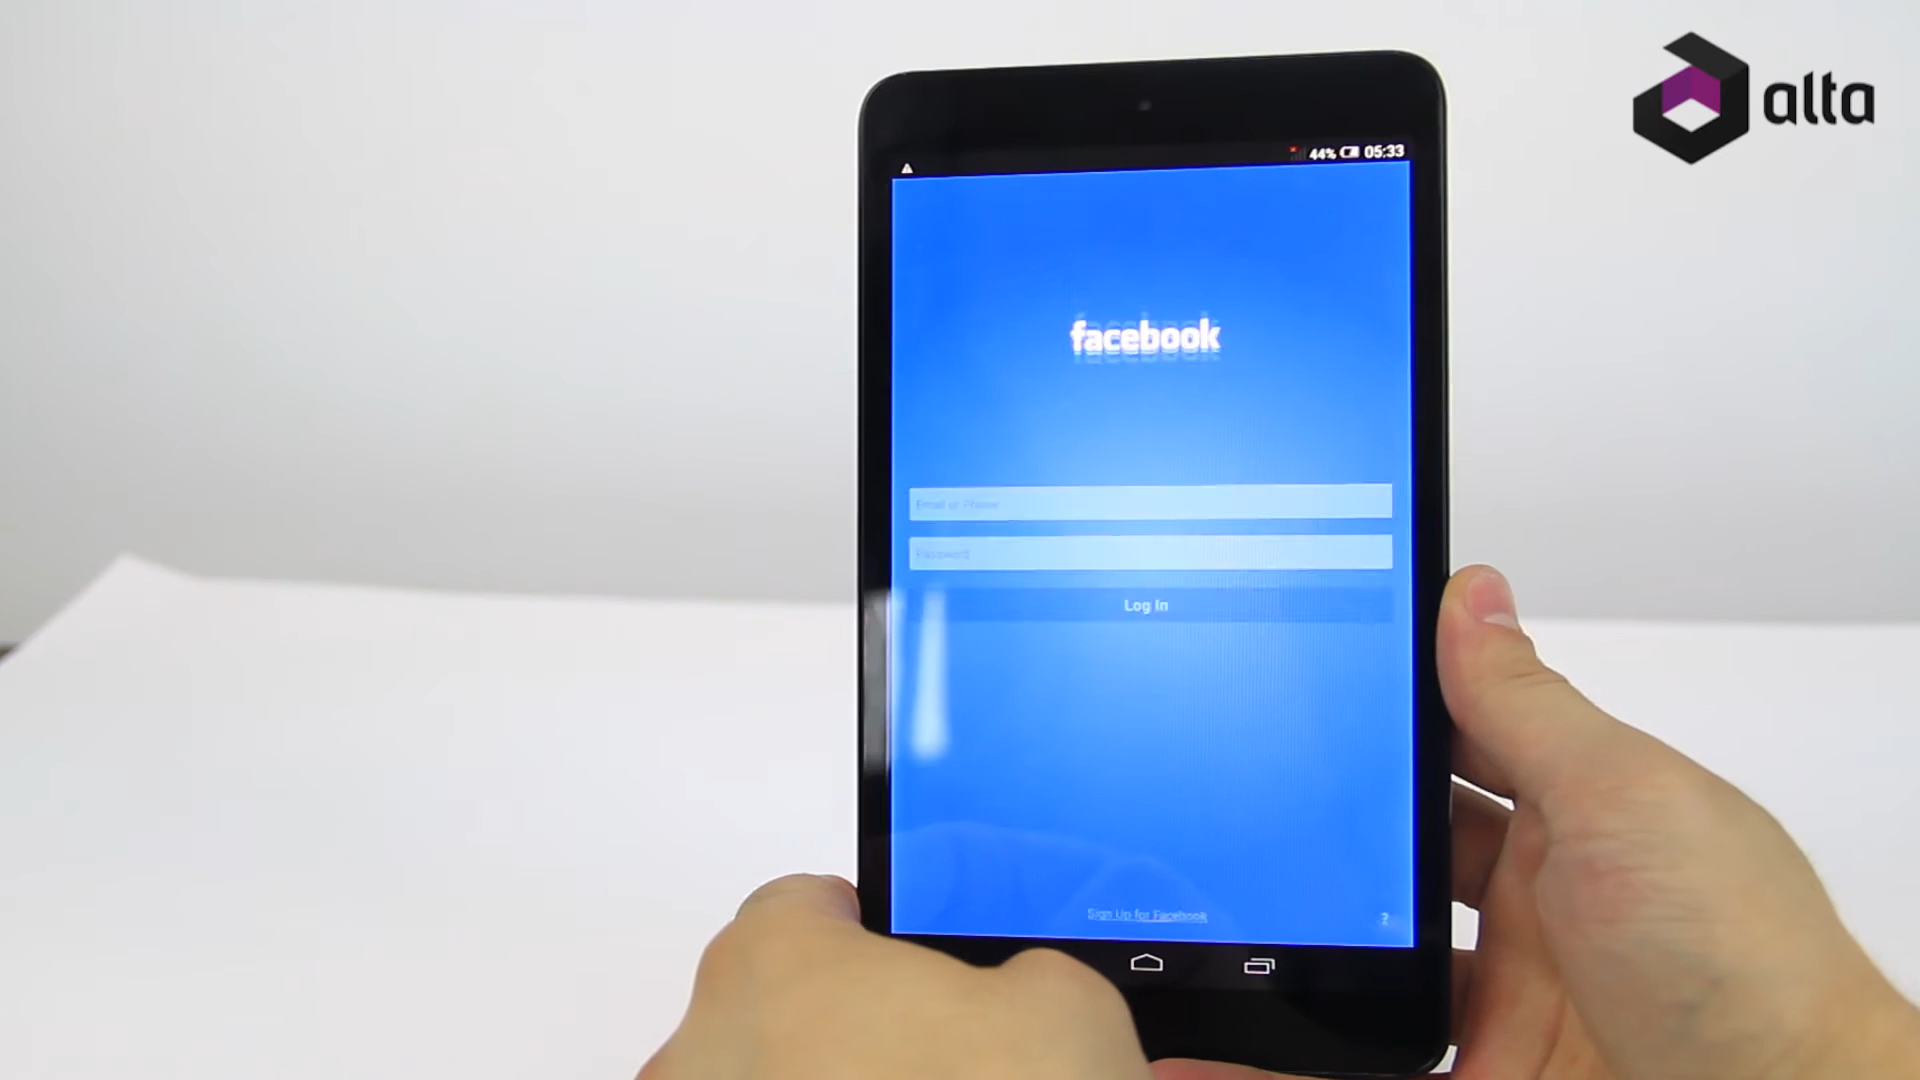 alta
44% 05:33
facebook
Email or Phone
Password
Log In
Sign Up for Facebook
?